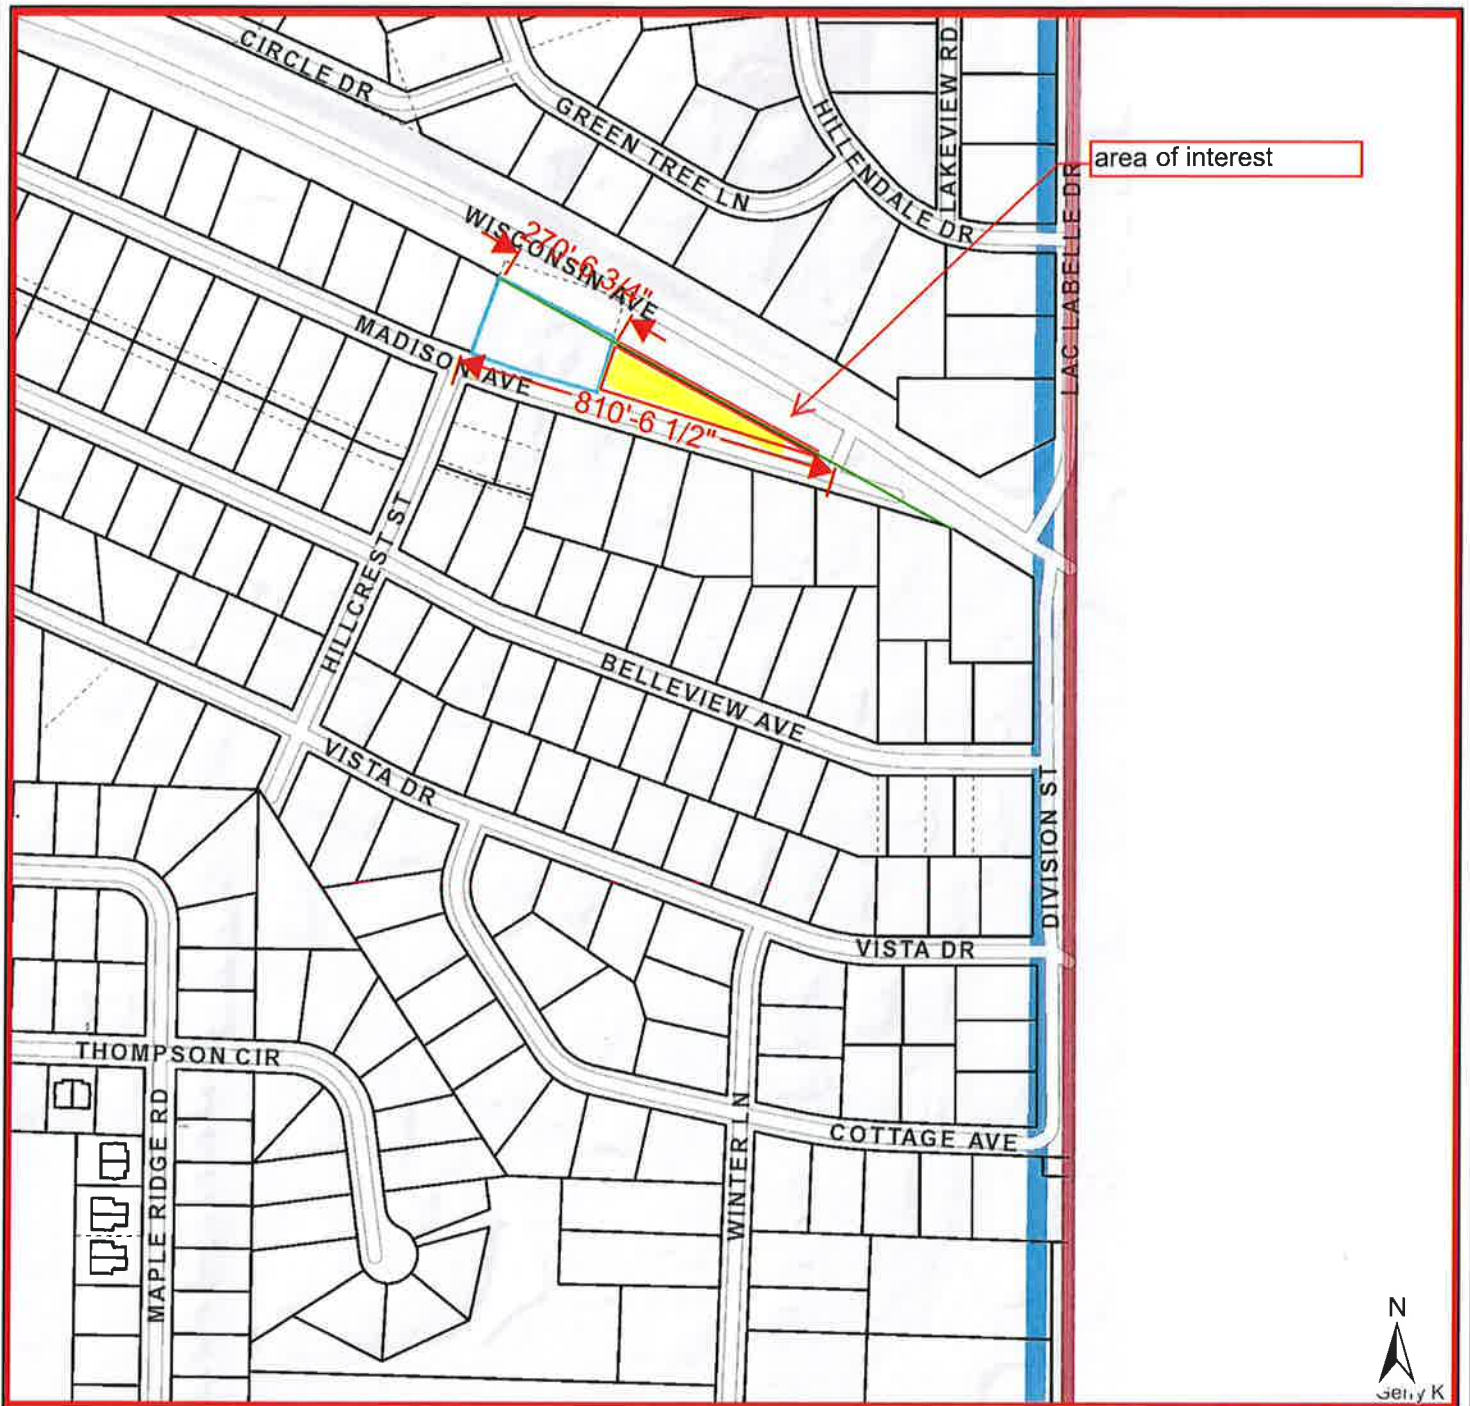 CIRCLE DR
GREEN TREE LN
HILLENDALE DR
LAKEVIEW RD
area of interest
LAC LABELLE DR
WISCONSIN AVE
270'-6 3/4"
MADISON AVE
810'-6 1/2"
HILLCREST ST
BELLEVIEW AVE
VISTA DR
DIVISION ST
VISTA DR
THOMPSON CIR
MAPLE RIDGE RD
WINTER LN
COTTAGE AVE
N
Gerry K